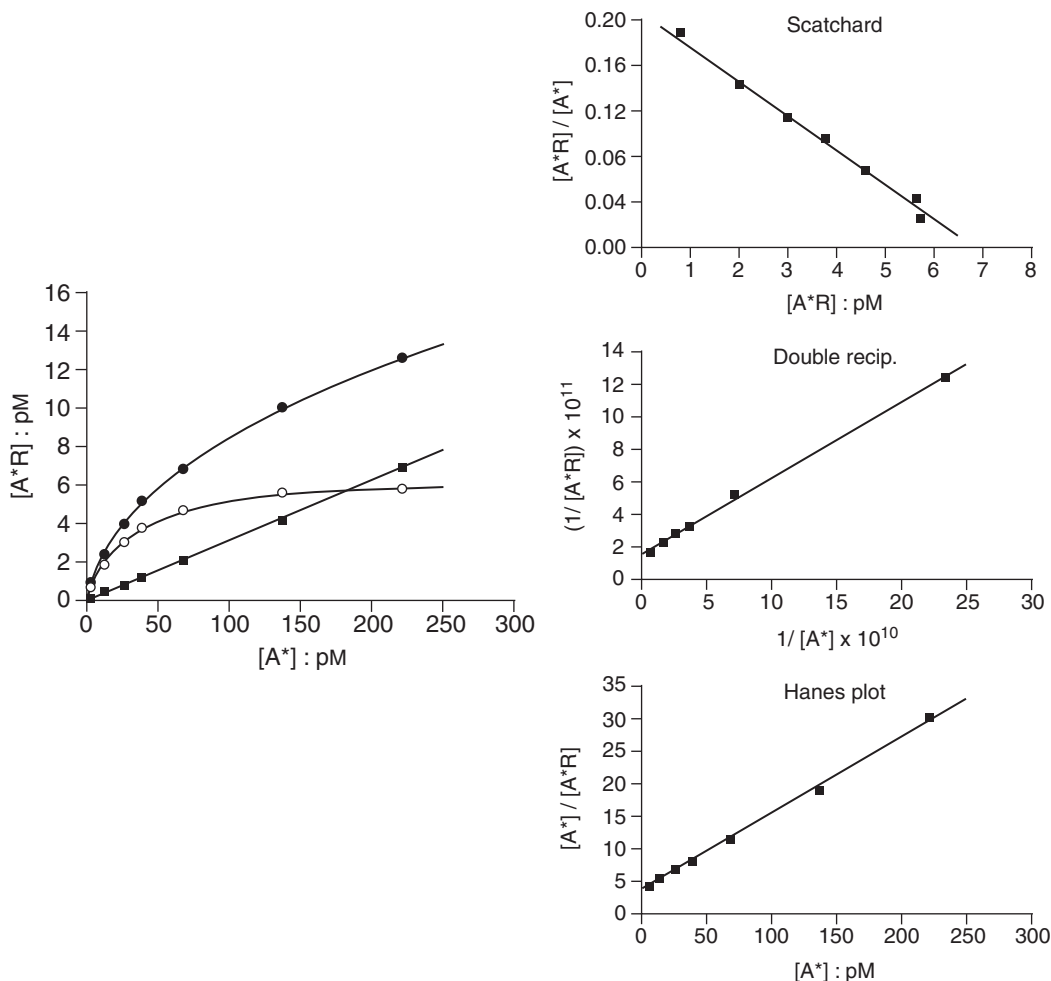 16
14
12
10
8
6
4
2
0
[A*R] : pM
0 50 100 150 200 250 300
[A*] : pM
Scatchard
0.20
0.16
0.12
0.06
0.04
0.00
[A*R] / [A*]
0 1 2 3 4 5 6 7 8
[A*R] : pM
Double recip.
14
12
10
8
6
4
2
0
(1/ [A*R]) x 10¹¹
0 5 10 15 20 25 30
1/ [A*] x 10¹⁰
Hanes plot
35
30
25
20
15
10
5
0
[A*] / [A*R]
0 50 100 150 200 250 300
[A*] : pM